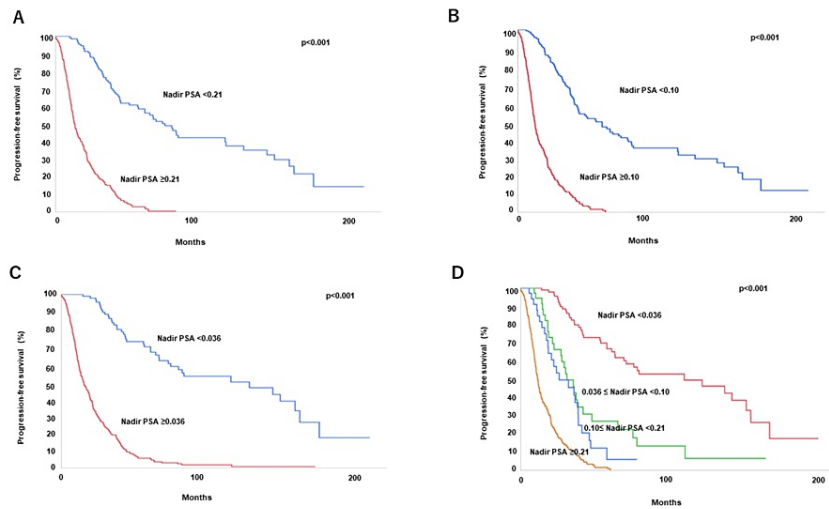 A
p<0.001
Progression-free survival (%)
100
90
80
70
60
50
40
30
20
10
0
Nadir PSA <0.21
Nadir PSA ≥0.21
0
100
200
Months
B
p<0.001
Progression-free survival (%)
100
90
80
70
60
50
40
30
20
10
0
Nadir PSA <0.10
Nadir PSA ≥0.10
0
100
200
Months
C
p<0.001
Progression-free survival (%)
100
90
80
70
60
50
40
30
20
10
0
Nadir PSA <0.036
Nadir PSA ≥0.036
0
100
200
Months
D
p<0.001
Progression-free survival (%)
100
90
80
70
60
50
40
30
20
10
0
Nadir PSA <0.036
0.036 ≤ Nadir PSA <0.10
0.10≤ Nadir PSA <0.21
Nadir PSA ≥0.21
0
100
200
Months